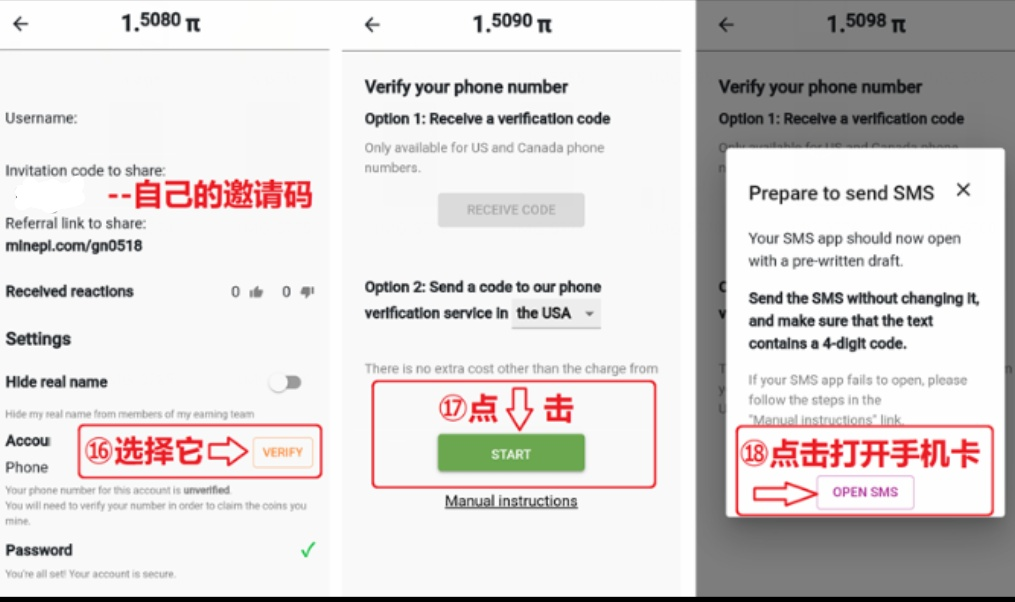 1.5080 π
Username:
Invitation code to share:
--自己的邀请码
Referral link to share:
minepi.com/gn0518
Received reactions 0 0
Settings
Hide real name
Hide my real name from members of my earning team
Accou
⑯选择它
VERIFY
Phone
Your phone number for this account is unverified.
You will need to verify your number in order to claim the coins you
mine.
Password
You're all set! Your account is secure.
1.5090 π
Verify your phone number
Option 1: Receive a verification code
Only available for US and Canada phone
numbers.
RECEIVE CODE
Option 2: Send a code to our phone
verification service in the USA
There is no extra cost other than the charge from
⑰点 击
START
Manual instructions
1.5098 π
Verify your phone number
Option 1: Receive a verification code
Prepare to send SMS
Your SMS app should now open
with a pre-written draft.
Send the SMS without changing it,
and make sure that the text
contains a 4-digit code.
If your SMS app fails to open, please
follow the steps in the
"Manual instructions" link.
⑱点击打开手机卡
OPEN SMS